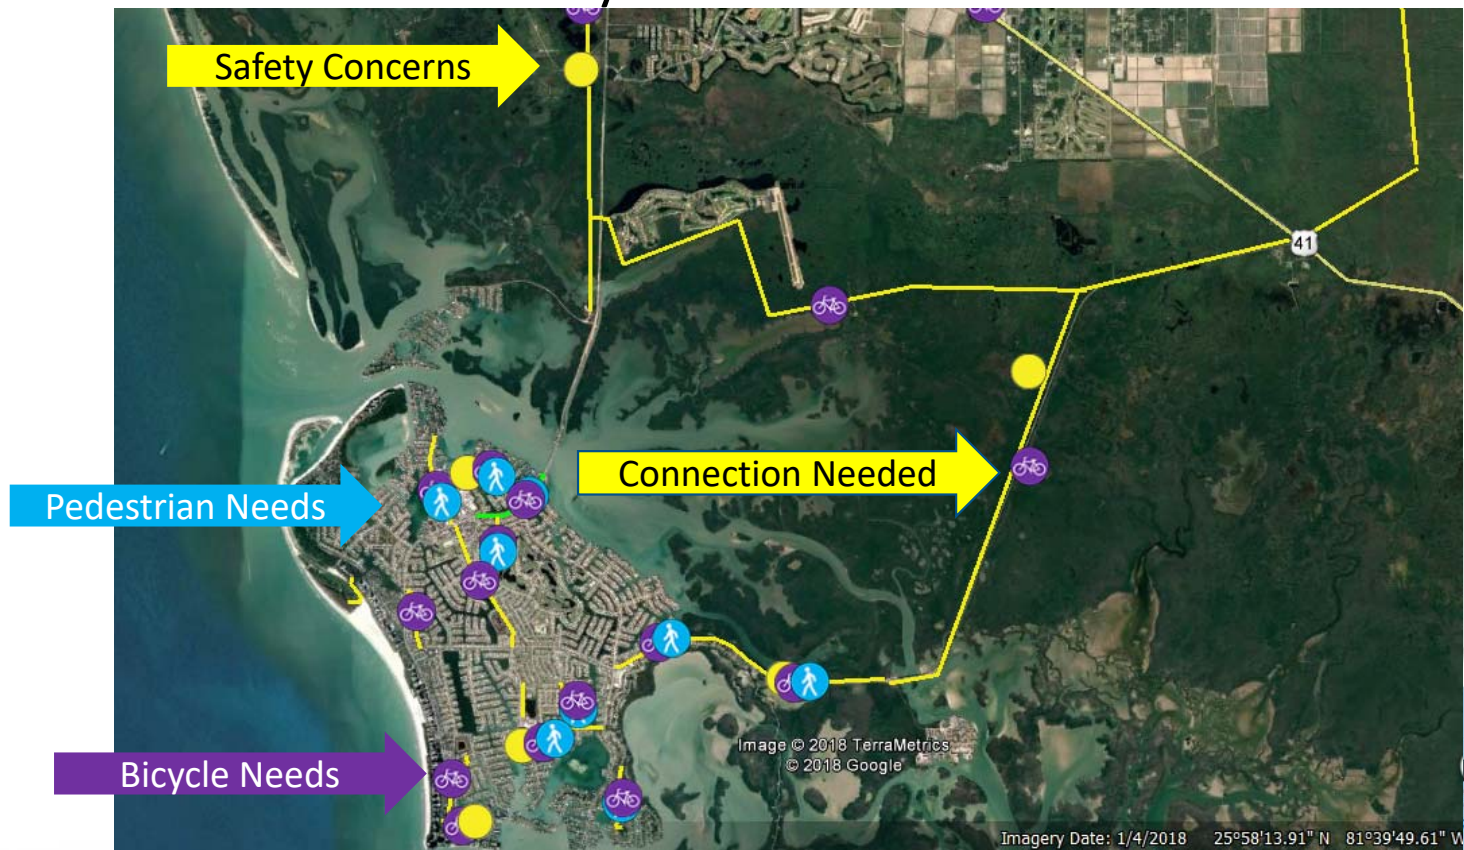 Safety Concerns
41
Connection Needed
Pedestrian Needs
Image © 2018 TerraMetrics
© 2018 Google
Bicycle Needs
Imagery Date: 1/4/2018 25°58'13.91" N 81°39'49.61" W